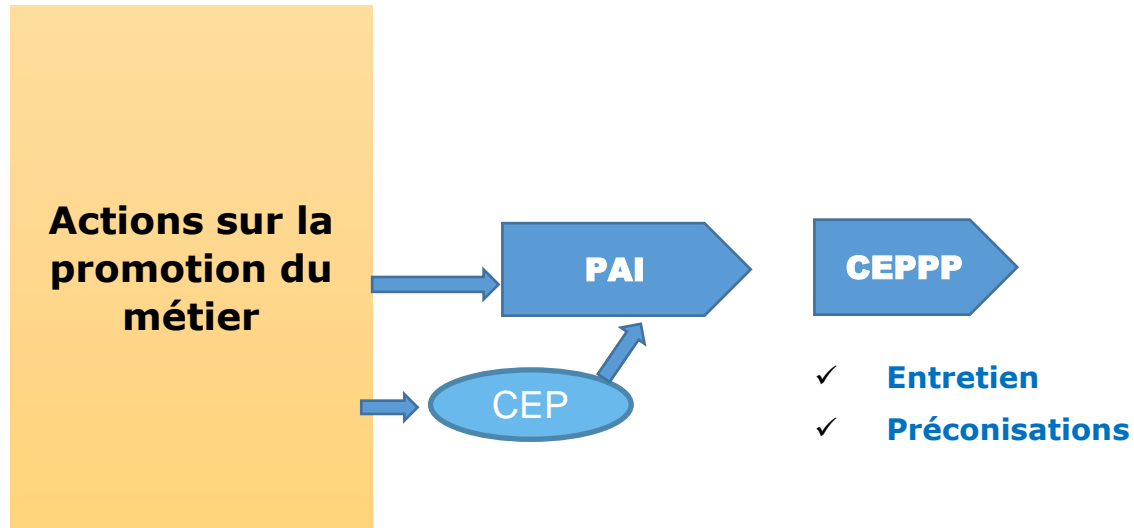 Actions sur la
promotion du
métier
PAI
CEPPP
CEP
✓ Entretien
✓ Préconisations